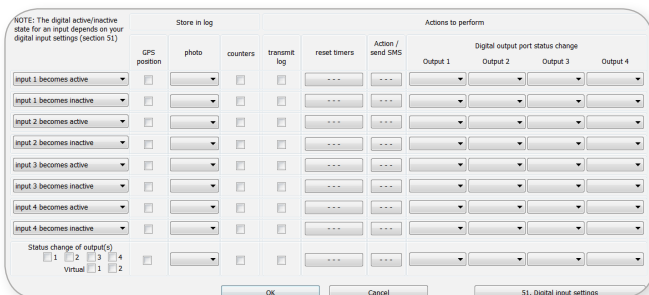 NOTE: The digital active/inactive
state for an input depends on your
digital input settings (section 51)
Store in log
Actions to perform
GPS
position
photo
counters
transmit
log
reset timers
Action /
send SMS
Digital output port status change
Output 1 Output 2 Output 3 Output 4
input 1 becomes active - - - - - -
input 1 becomes inactive - - - - - -
input 2 becomes active - - - - - -
input 2 becomes inactive - - - - - -
input 3 becomes active - - - - - -
input 3 becomes inactive - - - - - -
input 4 becomes active - - - - - -
input 4 becomes inactive - - - - - -
Status change of output(s)
1 2 3 4 - - - - - -
Virtual 1 2
OK Cancel 51. Digital input settings